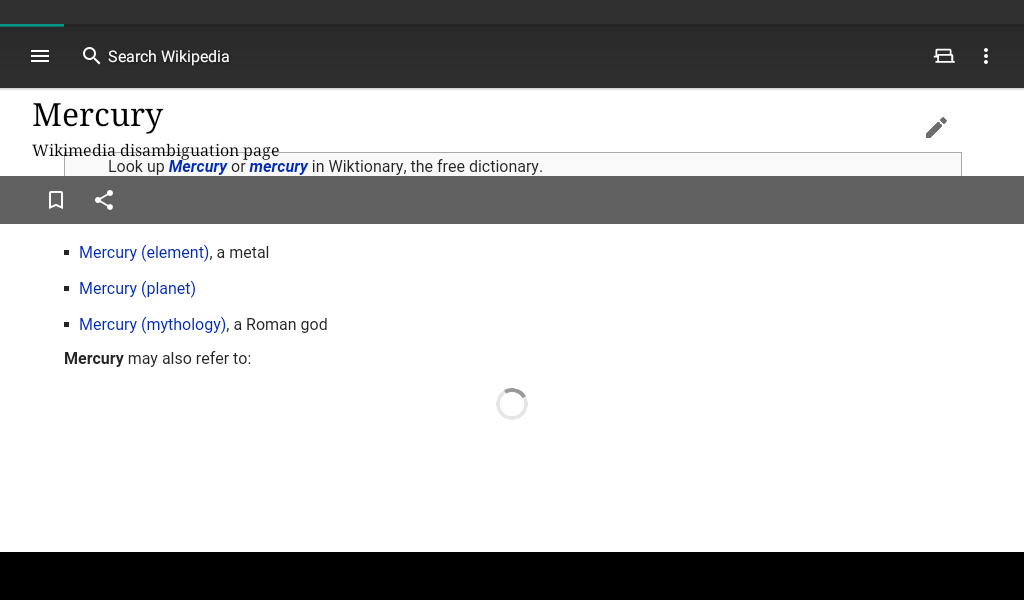 Search Wikipedia
Mercury
Wikimedia disambiguation page
Look up Mercury or mercury in Wiktionary, the free dictionary.
Mercury (element), a metal
Mercury (planet)
Mercury (mythology), a Roman god
Mercury may also refer to: